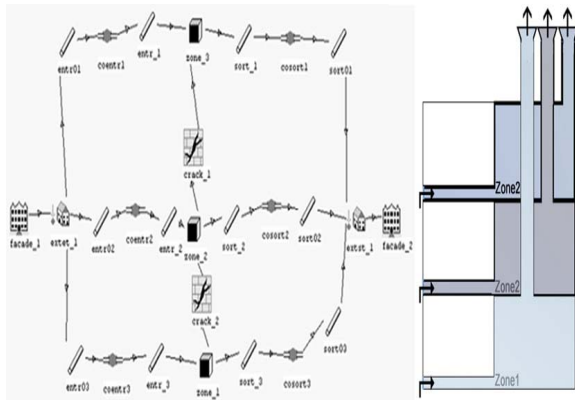 entr01
coentr1
entr_1
zone_3
sort_1
cosort1
sort01
crack_1
facade_1
extet_1
entr02
coentr2
entr_2
zone_2
sort_2
cosort2
sort02
extst_1
facade_2
crack_2
entr03
coentr3
entr_3
zone_1
sort_3
cosort3
sort03
Zone2
Zone2
Zone1